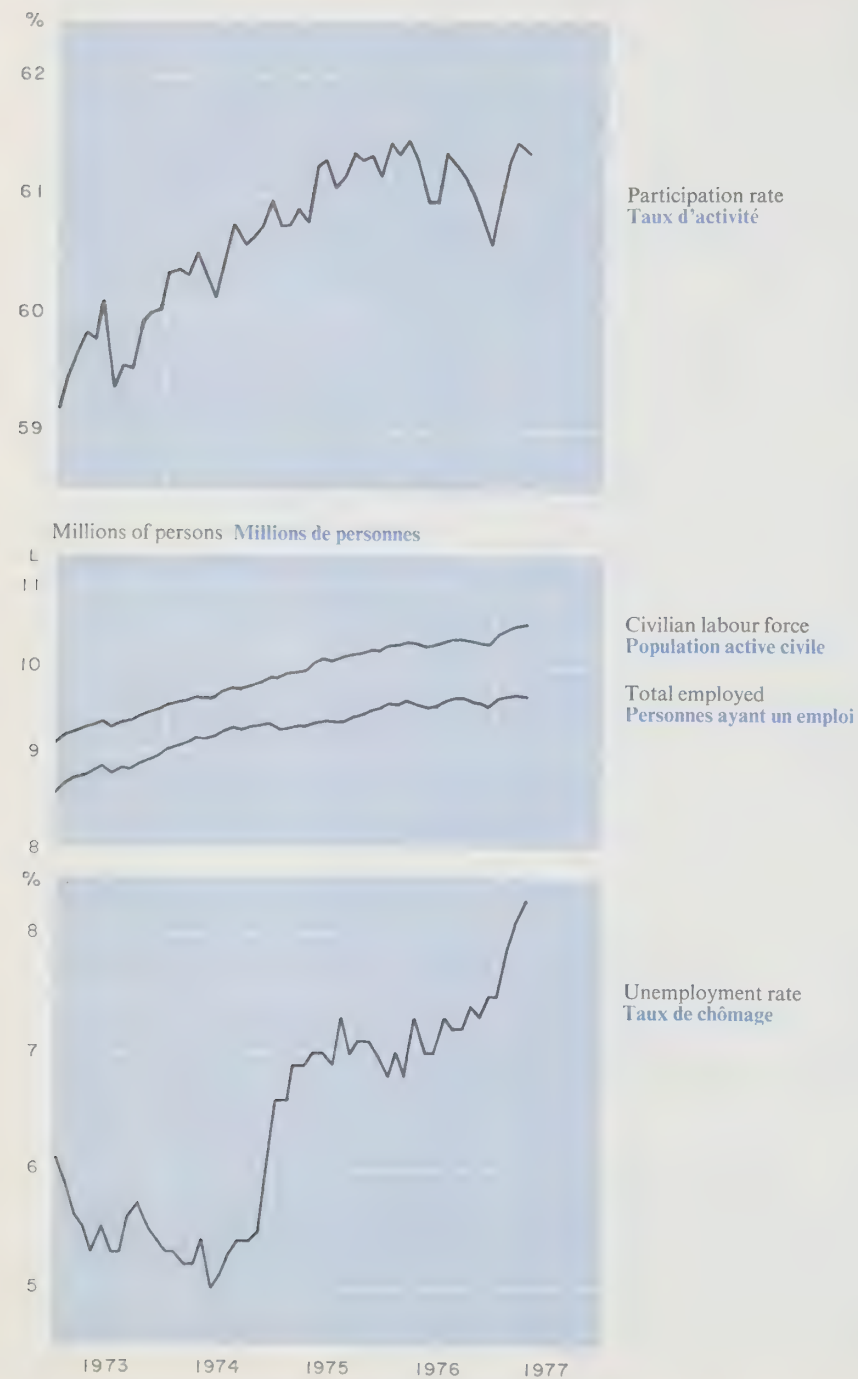 %
62
61
60
59
Participation rate
Taux d'activité
Millions of persons Millions de personnes
11
10
9
8
Civilian labour force
Population active civile
Total employed
Personnes ayant un emploi
%
8
7
6
5
Unemployment rate
Taux de chômage
1973 1974 1975 1976 1977